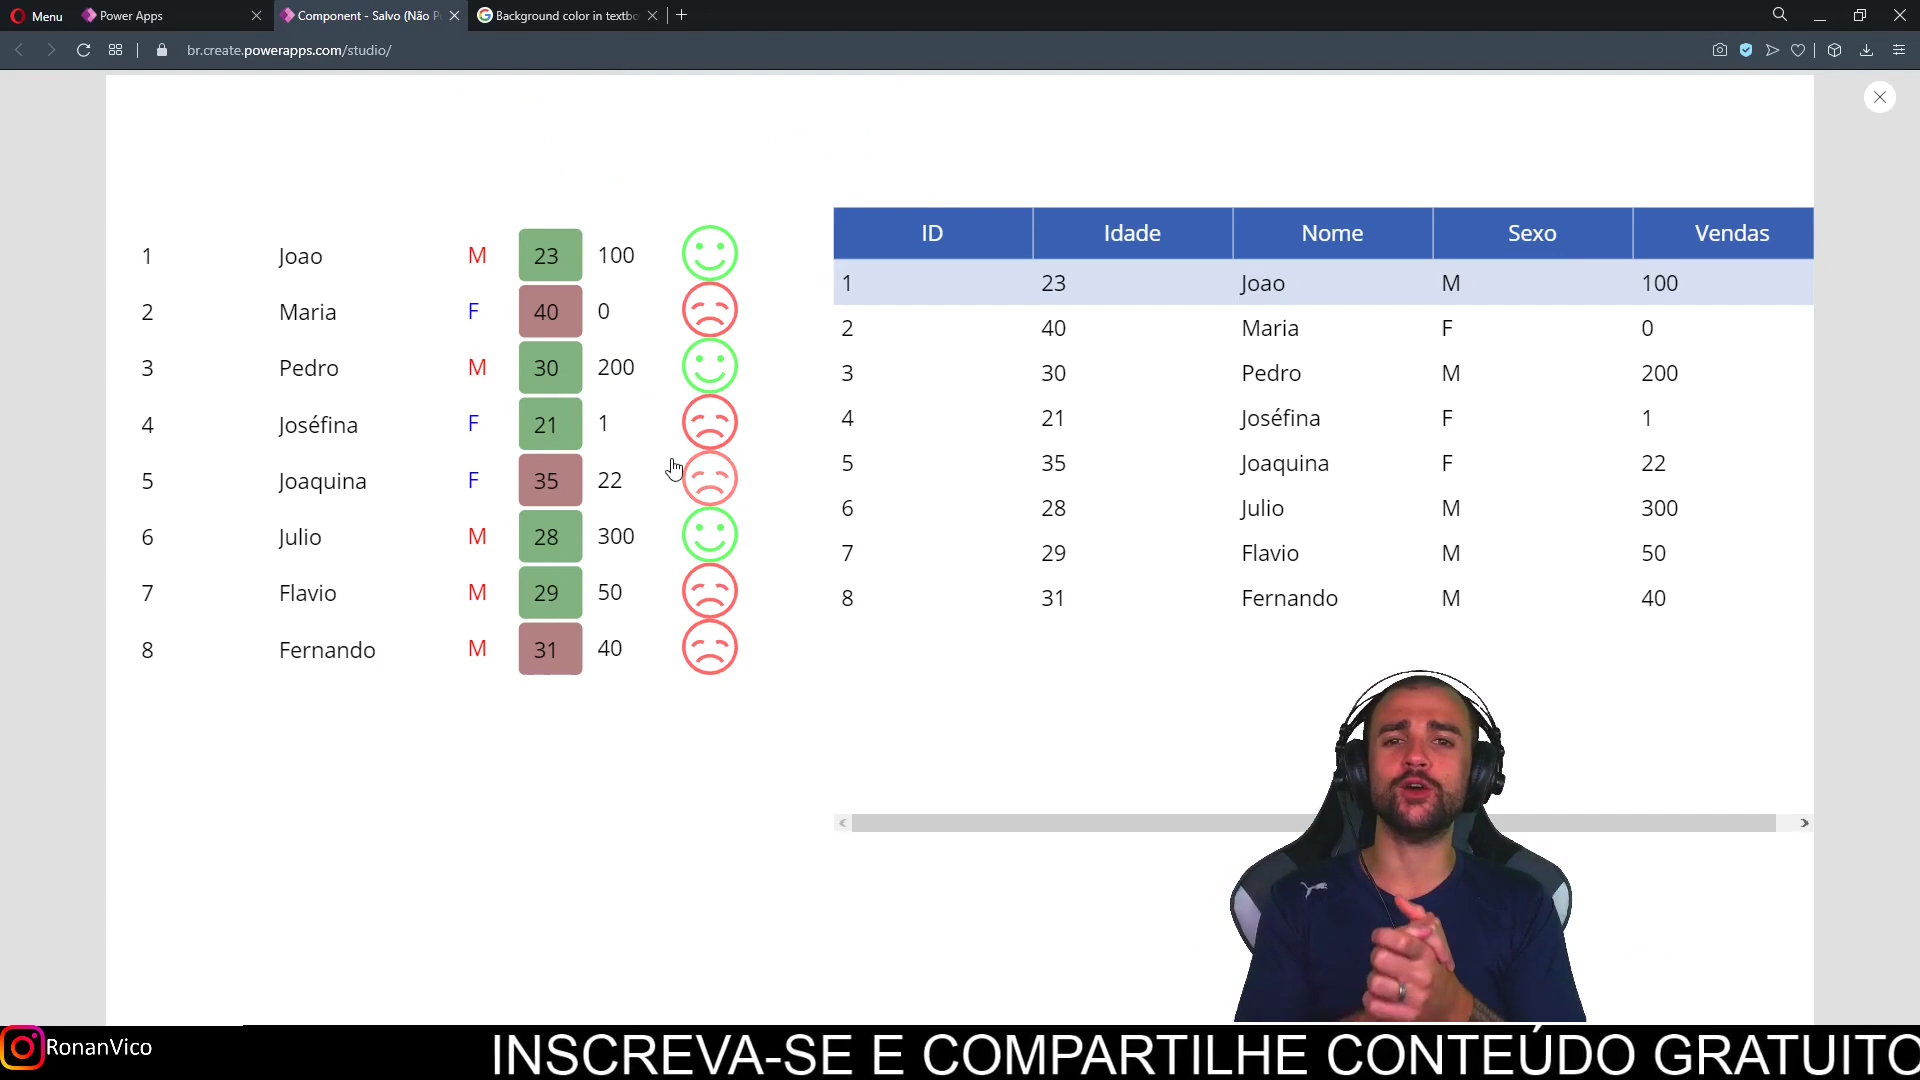 Menu
Power Apps
Component - Salvo (Não P
Background color in textbo
br.create.powerapps.com/studio/
1 Joao M 23 100
2 Maria F 40 0
3 Pedro M 30 200
4 Joséfina F 21 1
5 Joaquina F 35 22
6 Julio M 28 300
7 Flavio M 29 50
8 Fernando M 31 40
ID Idade Nome Sexo Vendas
1 23 Joao M 100
2 40 Maria F 0
3 30 Pedro M 200
4 21 Joséfina F 1
5 35 Joaquina F 22
6 28 Julio M 300
7 29 Flavio M 50
8 31 Fernando M 40
RonanVico
INSCREVA-SE E COMPARTILHE CONTEÚDO GRATUITO